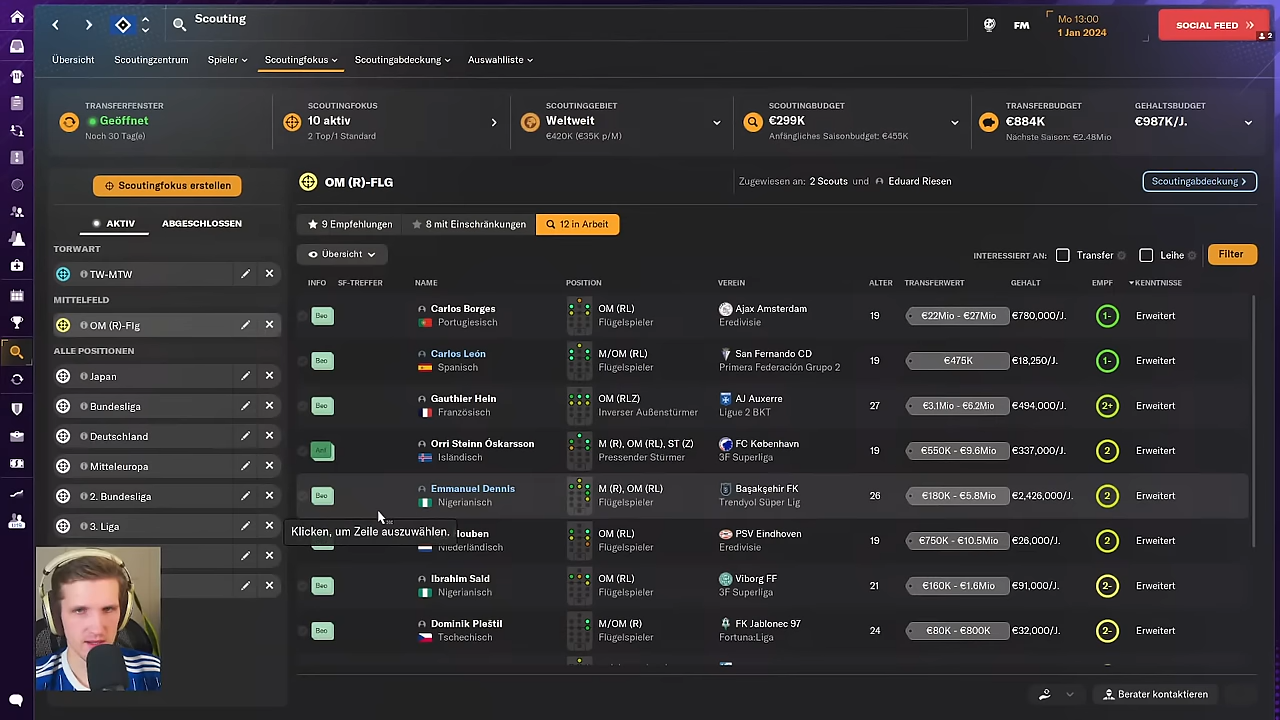 Scouting
FM
Mo 13:00
1 Jan 2024
SOCIAL FEED
2
Übersicht
Scoutingzentrum
Spieler
Scoutingfokus
Scoutingabdeckung
Auswahlliste
TRANSFERFENSTER
Geöffnet
Noch 30 Tag(e)
SCOUTINGFOKUS
10 aktiv
2 Top/1 Standard
SCOUTINGGEBIET
Weltweit
€420K (€35K p/M)
SCOUTINGBUDGET
€299K
Anfängliches Saisonbudget: €455K
TRANSFERBUDGET
€884K
Nächste Saison: €2.48Mio
GEHALTSBUDGET
€987K/J.
Scoutingfokus erstellen
AKTIV
ABGESCHLOSSEN
TORWART
TW-MTW
MITTELFELD
OM (R)-Flg
ALLE POSITIONEN
Japan
Bundesliga
Deutschland
Mitteleuropa
2. Bundesliga
3. Liga
OM (R)-FLG
Zugewiesen an: 2 Scouts und Eduard Riesen
Scoutingabdeckung
9 Empfehlungen
8 mit Einschränkungen
12 in Arbeit
Übersicht
INTERESSIERT AN:
Transfer
Leihe
Filter
INFO SF-TREFFER NAME POSITION VEREIN ALTER TRANSFERWERT GEHALT EMPF KENNTNISSE
Beo Carlos Borges OM (RL) Ajax Amsterdam 19 €22Mio - €27Mio €780,000/J. 1- Erweitert
Portugiesisch Flügelspieler Eredivisie
Beo Carlos León M/OM (RL) San Fernando CD 19 €475K €18,250/J. 1- Erweitert
Spanisch Flügelspieler Primera Federación Grupo 2
Beo Gauthier Hein OM (RLZ) AJ Auxerre 27 €3.1Mio - €6.2Mio €494,000/J. 2+ Erweitert
Französisch Inverser Außenstürmer Ligue 2 BKT
Orri Steinn Óskarsson M (R), OM (RL), ST (Z) FC København 19 €550K - €9.6Mio €337,000/J. 2 Erweitert
Isländisch Pressender Stürmer 3F Superliga
Beo Emmanuel Dennis M (R), OM (RL) Başakşehir FK 26 €180K - €5.8Mio €2,426,000/J. 2 Erweitert
Nigerianisch Flügelspieler Trendyol Süper Lig
Klicken, um Zeile auszuwählen.
OM (RL) PSV Eindhoven 19 €750K - €10.5Mio €26,000/J. 2 Erweitert
Niederländisch Flügelspieler Eredivisie
Beo Ibrahim Said OM (RL) Viborg FF 21 €160K - €1.6Mio €91,000/J. 2- Erweitert
Nigerianisch Flügelspieler 3F Superliga
Beo Dominik Pleštil M/OM (R) FK Jablonec 97 24 €80K - €800K €32,000/J. 2- Erweitert
Tschechisch Flügelspieler Fortuna:Liga
Berater kontaktieren